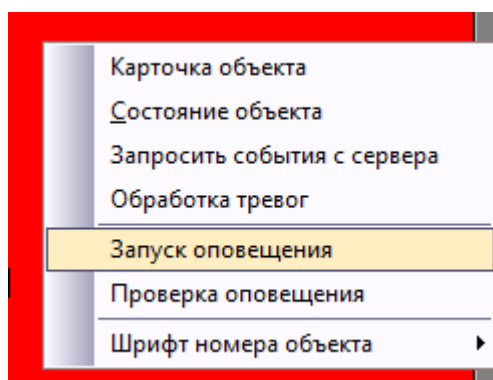 Карточка объекта
Состояние объекта
Запросить события с сервера
Обработка тревог
Запуск оповещения
Проверка оповещения
Шрифт номера объекта